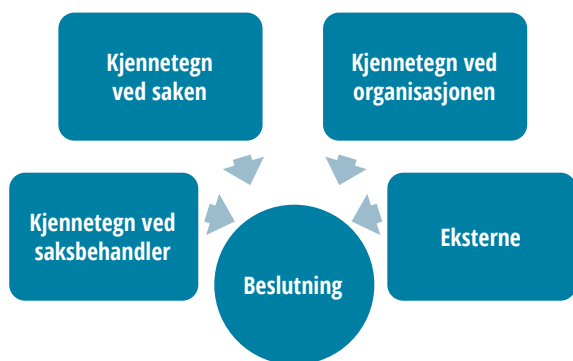 Kjennetegn
ved saken
Kjennetegn ved
organisasjonen
Kjennetegn ved
saksbehandler
Eksterne
Beslutning